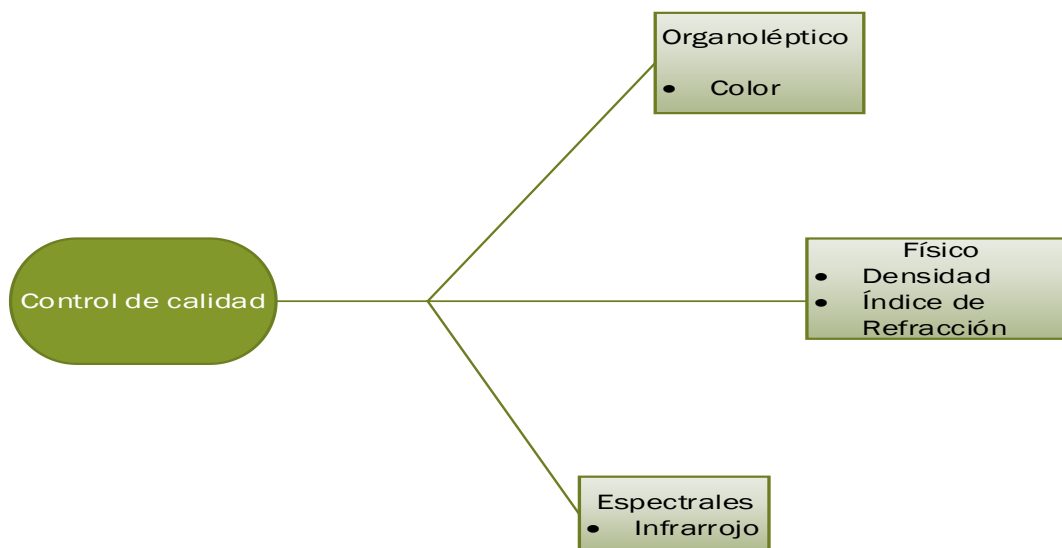 Organoléptico
• Color
Control de calidad
Físico
• Densidad
• Índice de
Refracción
Espectrales
• Infrarrojo